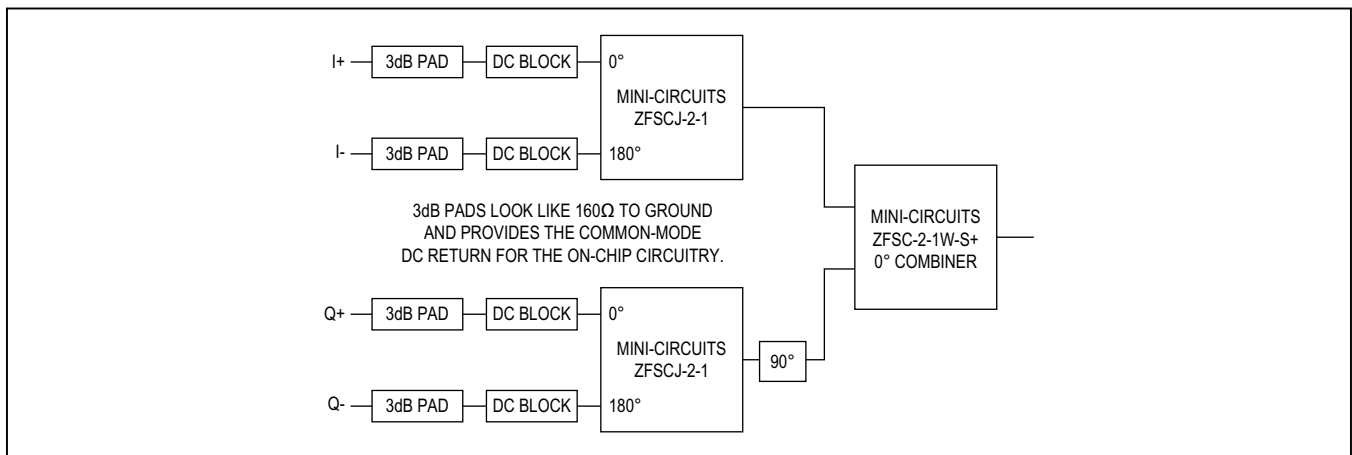 I+
3dB PAD
DC BLOCK
0°
MINI-CIRCUITS
ZFSCJ-2-1
I-
3dB PAD
DC BLOCK
180°
3dB PADS LOOK LIKE 160Ω TO GROUND
AND PROVIDES THE COMMON-MODE
DC RETURN FOR THE ON-CHIP CIRCUITRY.
MINI-CIRCUITS
ZFSC-2-1W-S+
0° COMBINER
Q+
3dB PAD
DC BLOCK
0°
MINI-CIRCUITS
ZFSCJ-2-1
90°
Q-
3dB PAD
DC BLOCK
180°